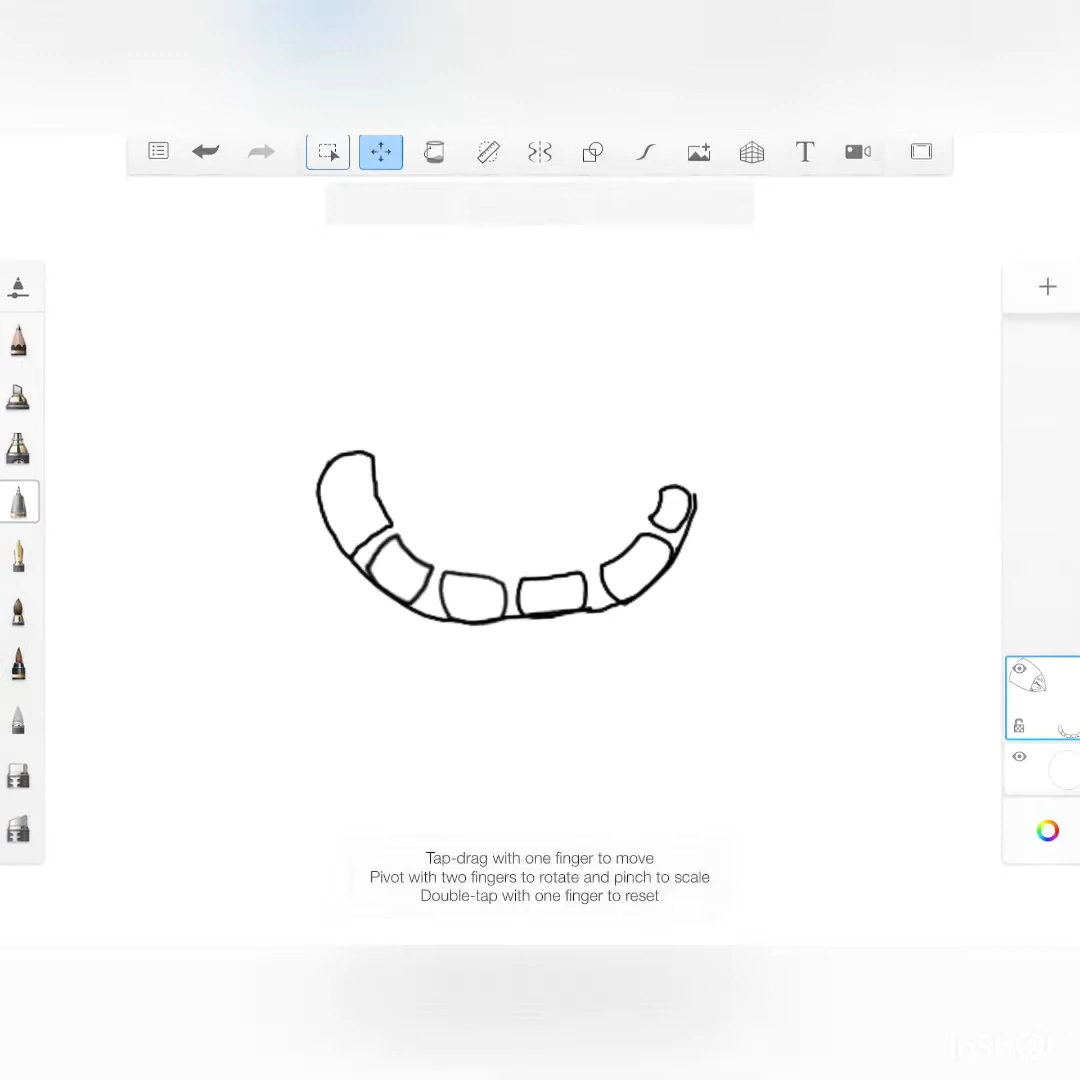 T
Tap-drag with one finger to move
Pivot with two fingers to rotate and pinch to scale
Double-tap with one finger to reset